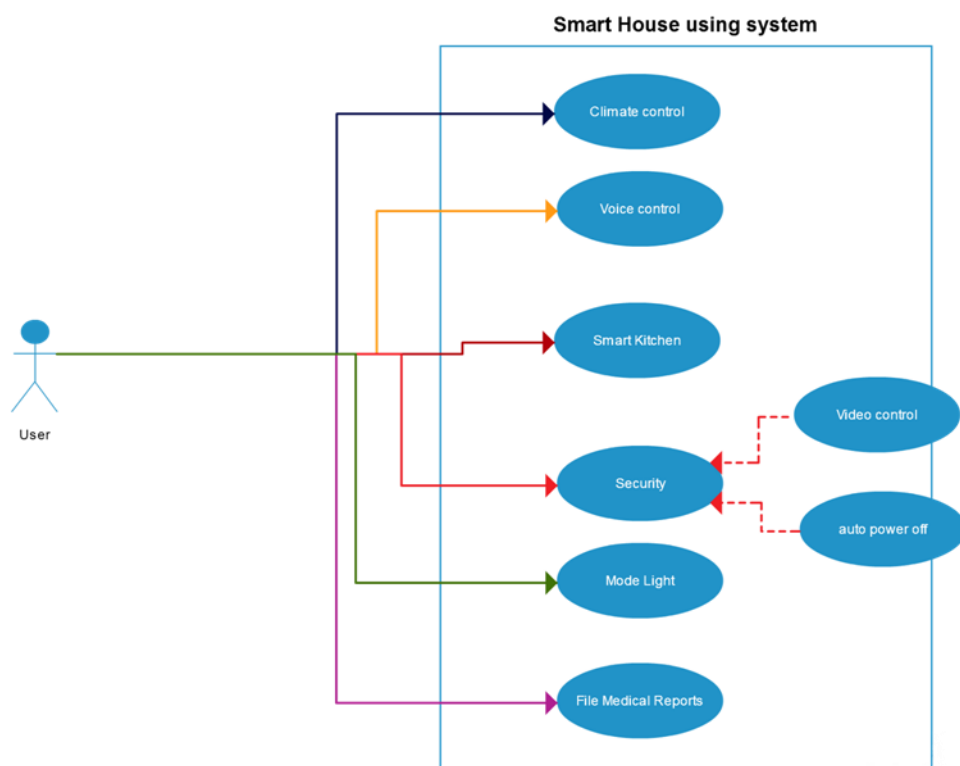 Smart House using system
Climate control
Voice control
Smart Kitchen
Video control
User
Security
auto power off
Mode Light
File Medical Reports